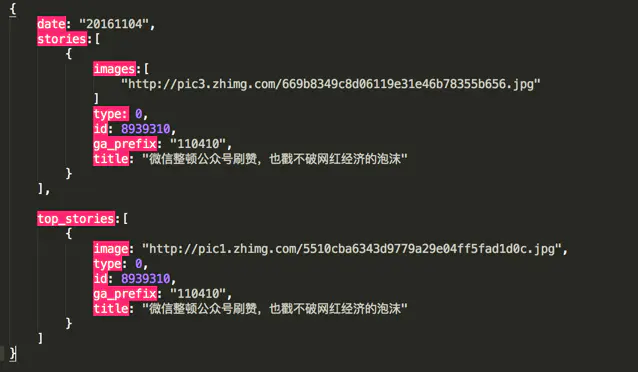 {
date: "20161104",
stories:[
{
images:[
"http://pic3.zhimg.com/669b8349c8d06119e31e46b78355b656.jpg"
]
type: 0,
id: 8939310,
ga_prefix: "110410",
title: "微信整顿公众号刷赞，也戳不破网红经济的泡沫"
}
],
top_stories:[
{
image: "http://pic1.zhimg.com/5510cba6343d9779a29e04ff5fad1d0c.jpg",
type: 0,
id: 8939310,
ga_prefix: "110410",
title: "微信整顿公众号刷赞，也戳不破网红经济的泡沫"
}
]
}